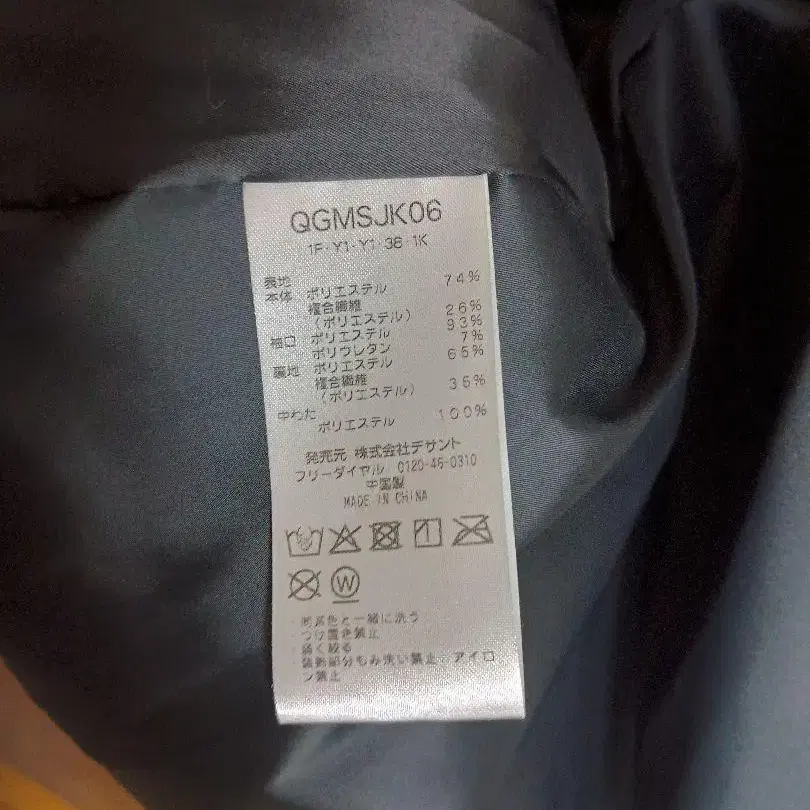 QGMSJK06
1F-Y1-Y1-36-1K
表地
本体 ポリエステル 74%
複合繊維
(ポリエステル) 26%
袖口 ポリエステル 93%
ポリウレタン 7%
裏地 ポリエステル 65%
複合繊維
(ポリエステル) 35%
中わた
ポリエステル 100%
発売元 株式会社デサント
フリーダイヤル 0120-46-0310
中国製
MADE IN CHINA
W
・同系色と一緒に洗う
・つけ置き禁止
・弱く絞る
・装飾部分もみ洗い禁止・アイロ
ン禁止